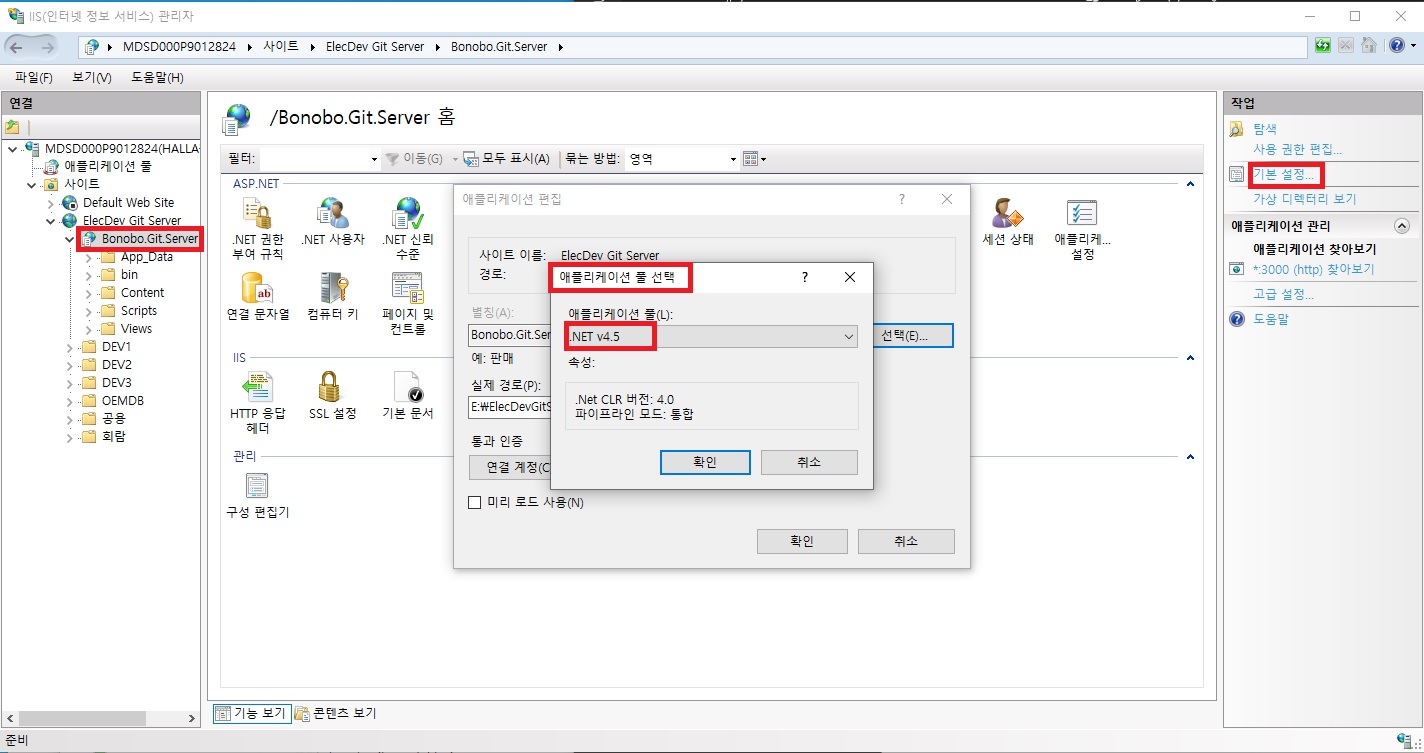 IIS(인터넷 정보 서비스) 관리자
MDSD000P9012824 ▸ 사이트 ▸ ElecDev Git Server ▸ Bonobo.Git.Server ▸
파일(F) 보기(V) 도움말(H)
연결
MDSD000P9012824(HALLA
애플리케이션 풀
사이트
Default Web Site
ElecDev Git Server
Bonobo.Git.Server
App_Data
bin
Content
Scripts
Views
DEV1
DEV2
DEV3
OEMDB
공용
회람
/Bonobo.Git.Server 홈
필터: 이동(G) 모두 표시(A) 묶는 방법: 영역
ASP.NET
.NET 권한
부여 규칙
.NET 사용자
.NET 신뢰
수준
세션 상태
애플리케...
설정
연결 문자열
컴퓨터 키
페이지 및
컨트롤
IIS
HTTP 응답
헤더
SSL 설정
기본 문서
관리
구성 편집기
애플리케이션 편집
?
사이트 이름: ElecDev Git Server
경로:
별칭(A):
Bonobo.Git.Ser
선택(E)...
예: 판매
실제 경로(P):
E:\ElecDevGitS
통과 인증
연결 계정(C
미리 로드 사용(N)
확인 취소
애플리케이션 풀 선택
?
애플리케이션 풀(L):
.NET v4.5
속성:
.Net CLR 버전: 4.0
파이프라인 모드: 통합
확인 취소
기능 보기 콘텐츠 보기
작업
탐색
사용 권한 편집...
기본 설정...
가상 디렉터리 보기
애플리케이션 관리
애플리케이션 찾아보기
*:3000 (http) 찾아보기
고급 설정...
도움말
준비